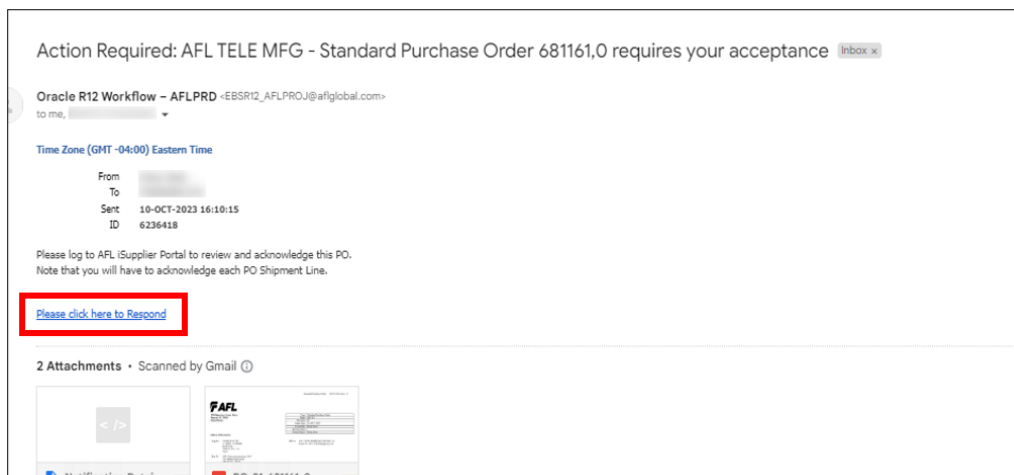 Action Required: AFL TELE MFG - Standard Purchase Order 681161,0 requires your acceptance Inbox x
Oracle R12 Workflow – AFLPRD <EBSR12_AFLPROJ@aflglobal.com>
to me,
Time Zone (GMT -04:00) Eastern Time
From
To
Sent 10-OCT-2023 16:10:15
ID 6236418
Please log to AFL iSupplier Portal to review and acknowledge this PO.
Note that you will have to acknowledge each PO Shipment Line.
Please click here to Respond
2 Attachments • Scanned by Gmail
AFL